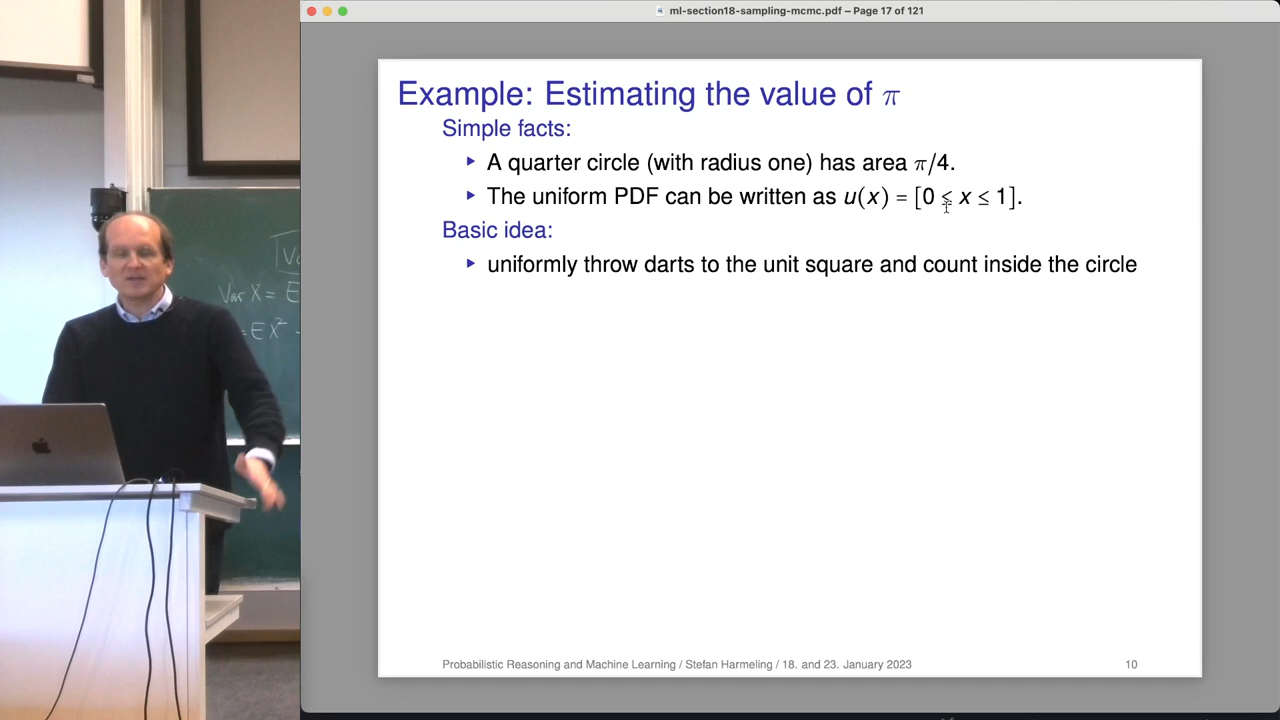 ml-section18-sampling-mcmc.pdf – Page 17 of 121
Example: Estimating the value of π
Simple facts:
A quarter circle (with radius one) has area π/4.
The uniform PDF can be written as u(x) = [0 ≤ x ≤ 1].
Basic idea:
uniformly throw darts to the unit square and count inside the circle
Probabilistic Reasoning and Machine Learning / Stefan Harmeling / 18. and 23. January 2023
10
Var X = E
= EX² -